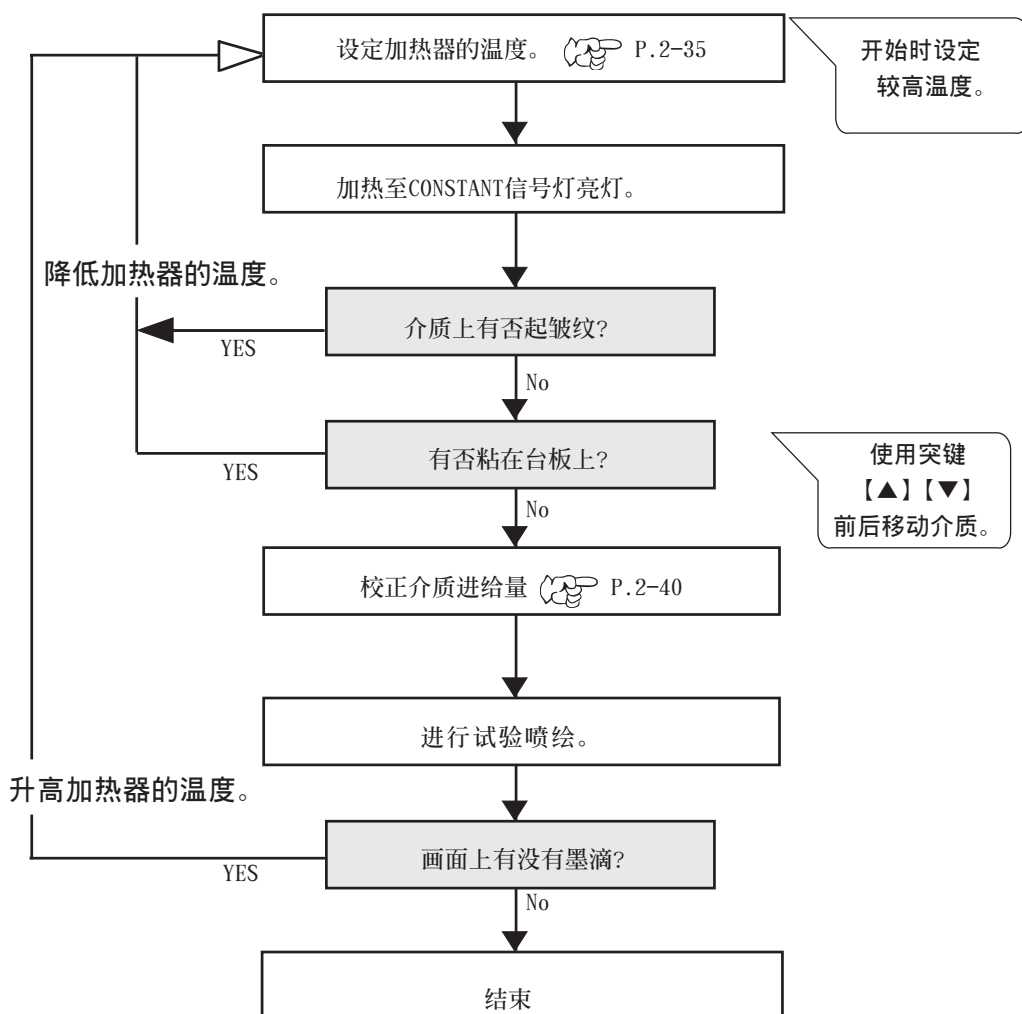 设定加热器的温度。 P.2-35
开始时设定
较高温度。
加热至CONSTANT信号灯亮灯。
降低加热器的温度。
介质上有否起皱纹?
YES
No
有否粘在台板上?
YES
使用突键
【▲】【▼】
前后移动介质。
No
校正介质进给量 P.2-40
进行试验喷绘。
升高加热器的温度。
画面上有没有墨滴?
YES
No
结束